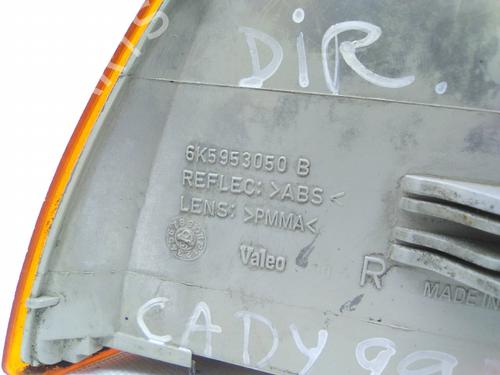 DIR.
6K5953050 B
REFLEC: >ABS<
LENS: >PMMA<
Valeo
R
MADE IN
CADY 99